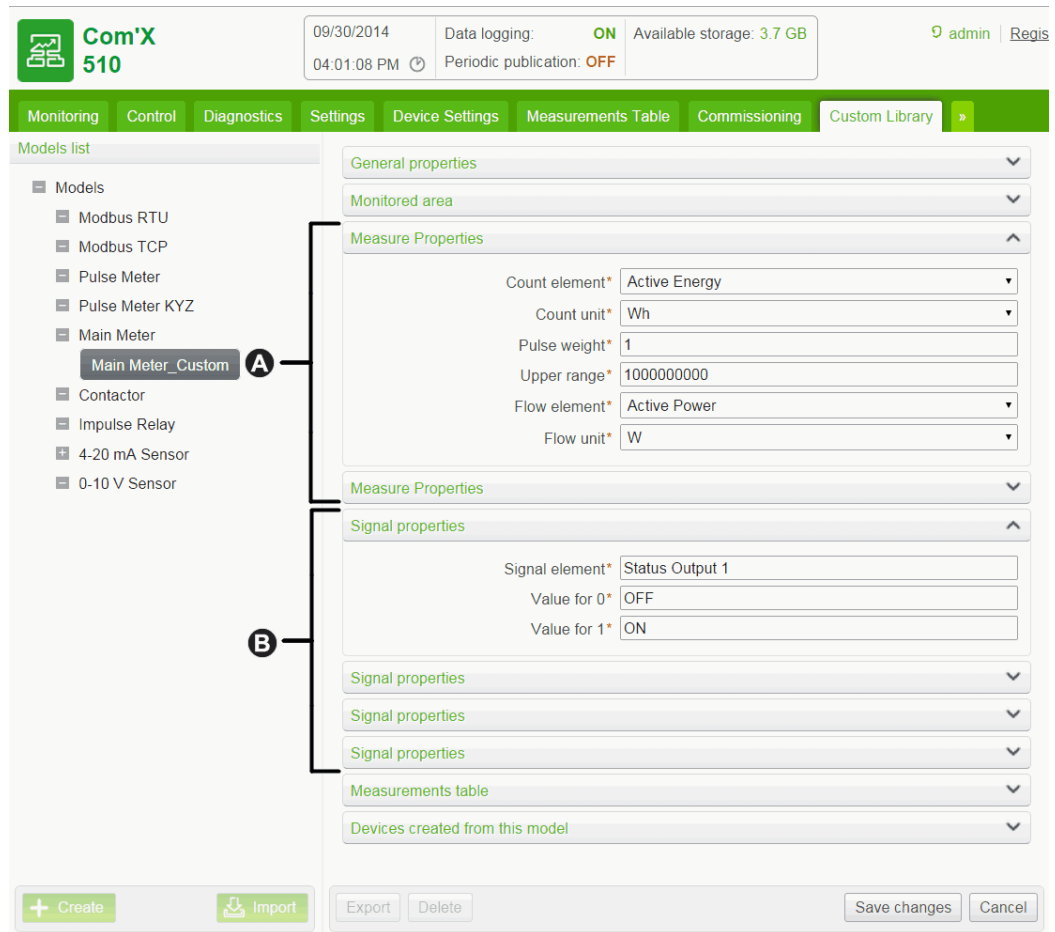 Com'X
510
09/30/2014
04:01:08 PM
Data logging: ON
Periodic publication: OFF
Available storage: 3.7 GB
admin
Regis
Monitoring
Control
Diagnostics
Settings
Device Settings
Measurements Table
Commissioning
Custom Library
»
Models list
Models
Modbus RTU
Modbus TCP
Pulse Meter
Pulse Meter KYZ
Main Meter
Main Meter_Custom
Contactor
Impulse Relay
4-20 mA Sensor
0-10 V Sensor
A
B
General properties
Monitored area
Measure Properties
Count element* Active Energy
Count unit* Wh
Pulse weight* 1
Upper range* 1000000000
Flow element* Active Power
Flow unit* W
Measure Properties
Signal properties
Signal element* Status Output 1
Value for 0* OFF
Value for 1* ON
Signal properties
Signal properties
Signal properties
Measurements table
Devices created from this model
+ Create
Import
Export
Delete
Save changes
Cancel